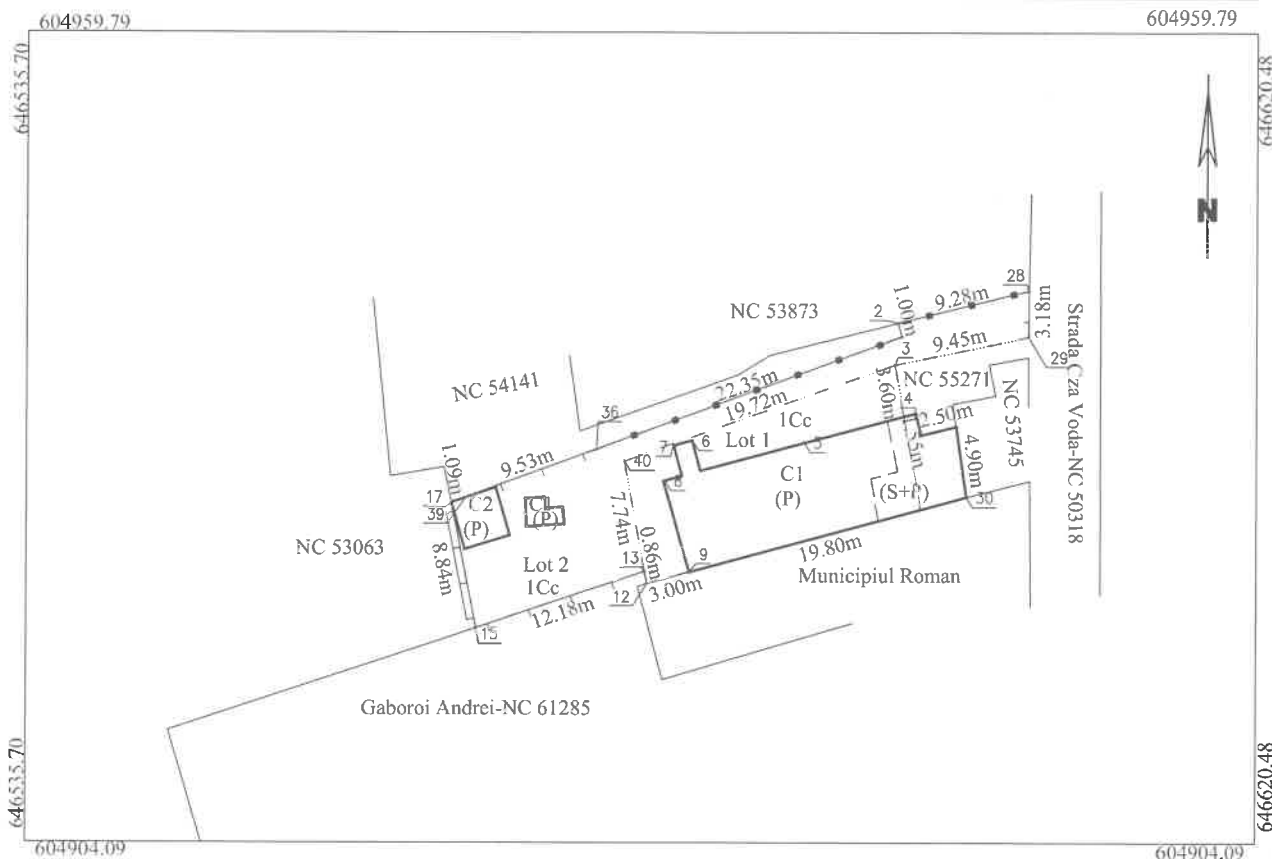 604959.79
604959.79
646535.70
646620.48
N
28
9.28m
2
1.00m
3.18m
NC 53873
3
9.45m
29
Strada Cza Voda-NC 50318
NC 54141
22.35m
NC 55271
NC 53745
36
19.72m
1Cc
3.60m
4
2.50m
Lot 1
6
5
7
4.90m
1.09m
9.53m
40
8
C1
(P)
(S+P)
30
17
39
C2
(P)
C
(P)
7.74m
0.86m
19.80m
NC 53063
8.84m
Lot 2
1Cc
13
9
12
3.00m
Municipiul Roman
12.18m
15
Gaboroi Andrei-NC 61285
646535.70
646620.48
604904.09
604904.09